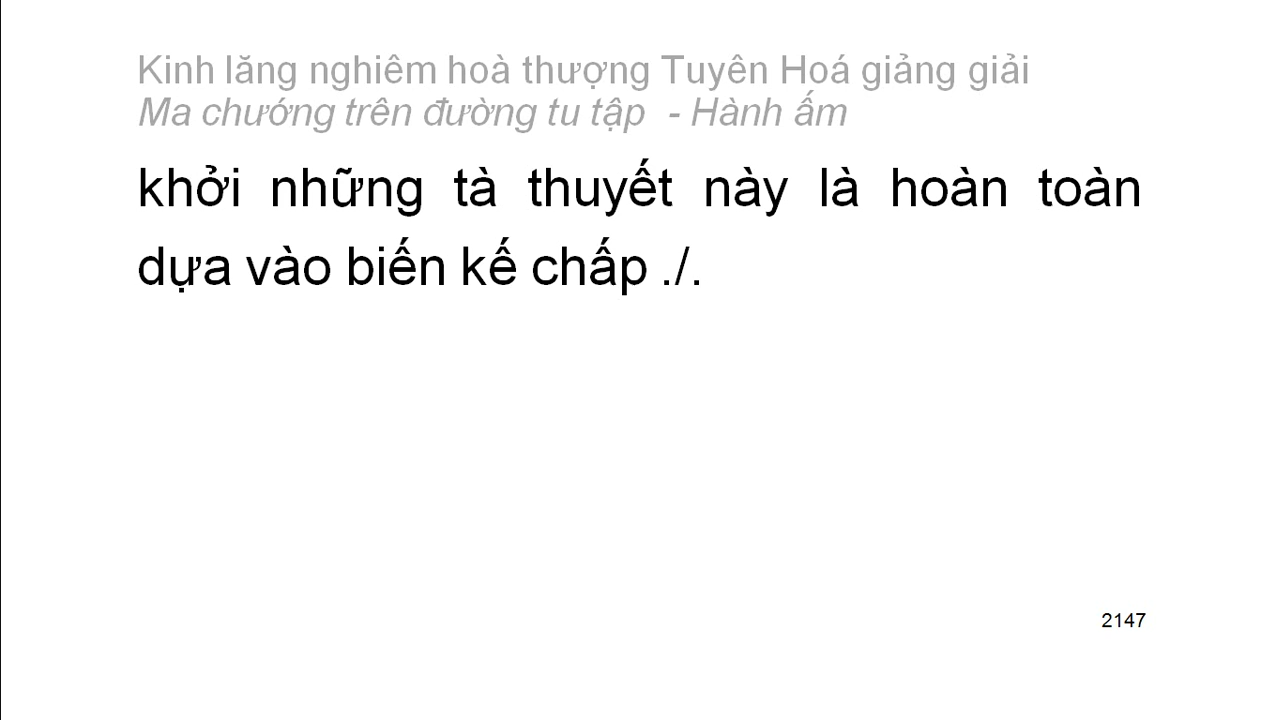 Kinh lăng nghiêm hoà thượng Tuyên Hoá giảng giải
Ma chướng trên đường tu tập - Hành ấm
khởi những tà thuyết này là hoàn toàn
dựa vào biến kế chấp ./.
2147